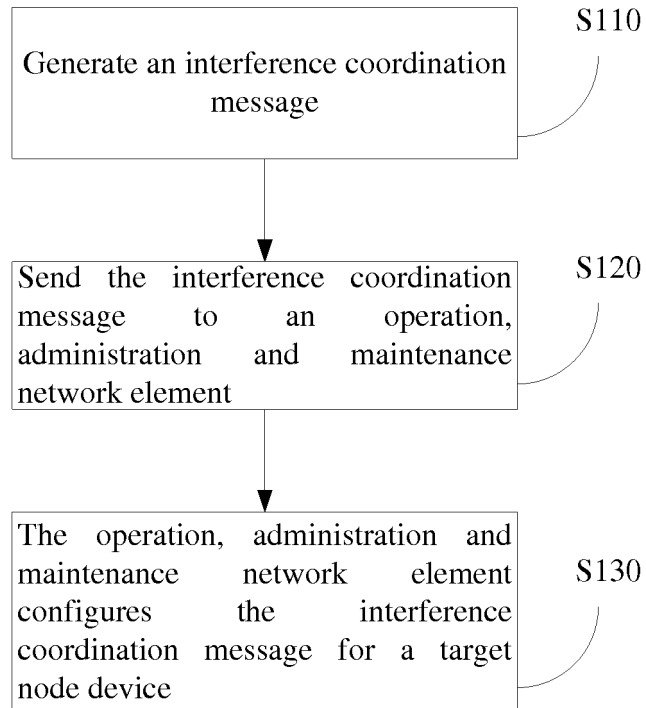 S110
Generate an interference coordination
message
S120
Send the interference coordination
message to an operation,
administration and maintenance
network element
S130
The operation, administration and
maintenance network element
configures the interference
coordination message for a target
node device